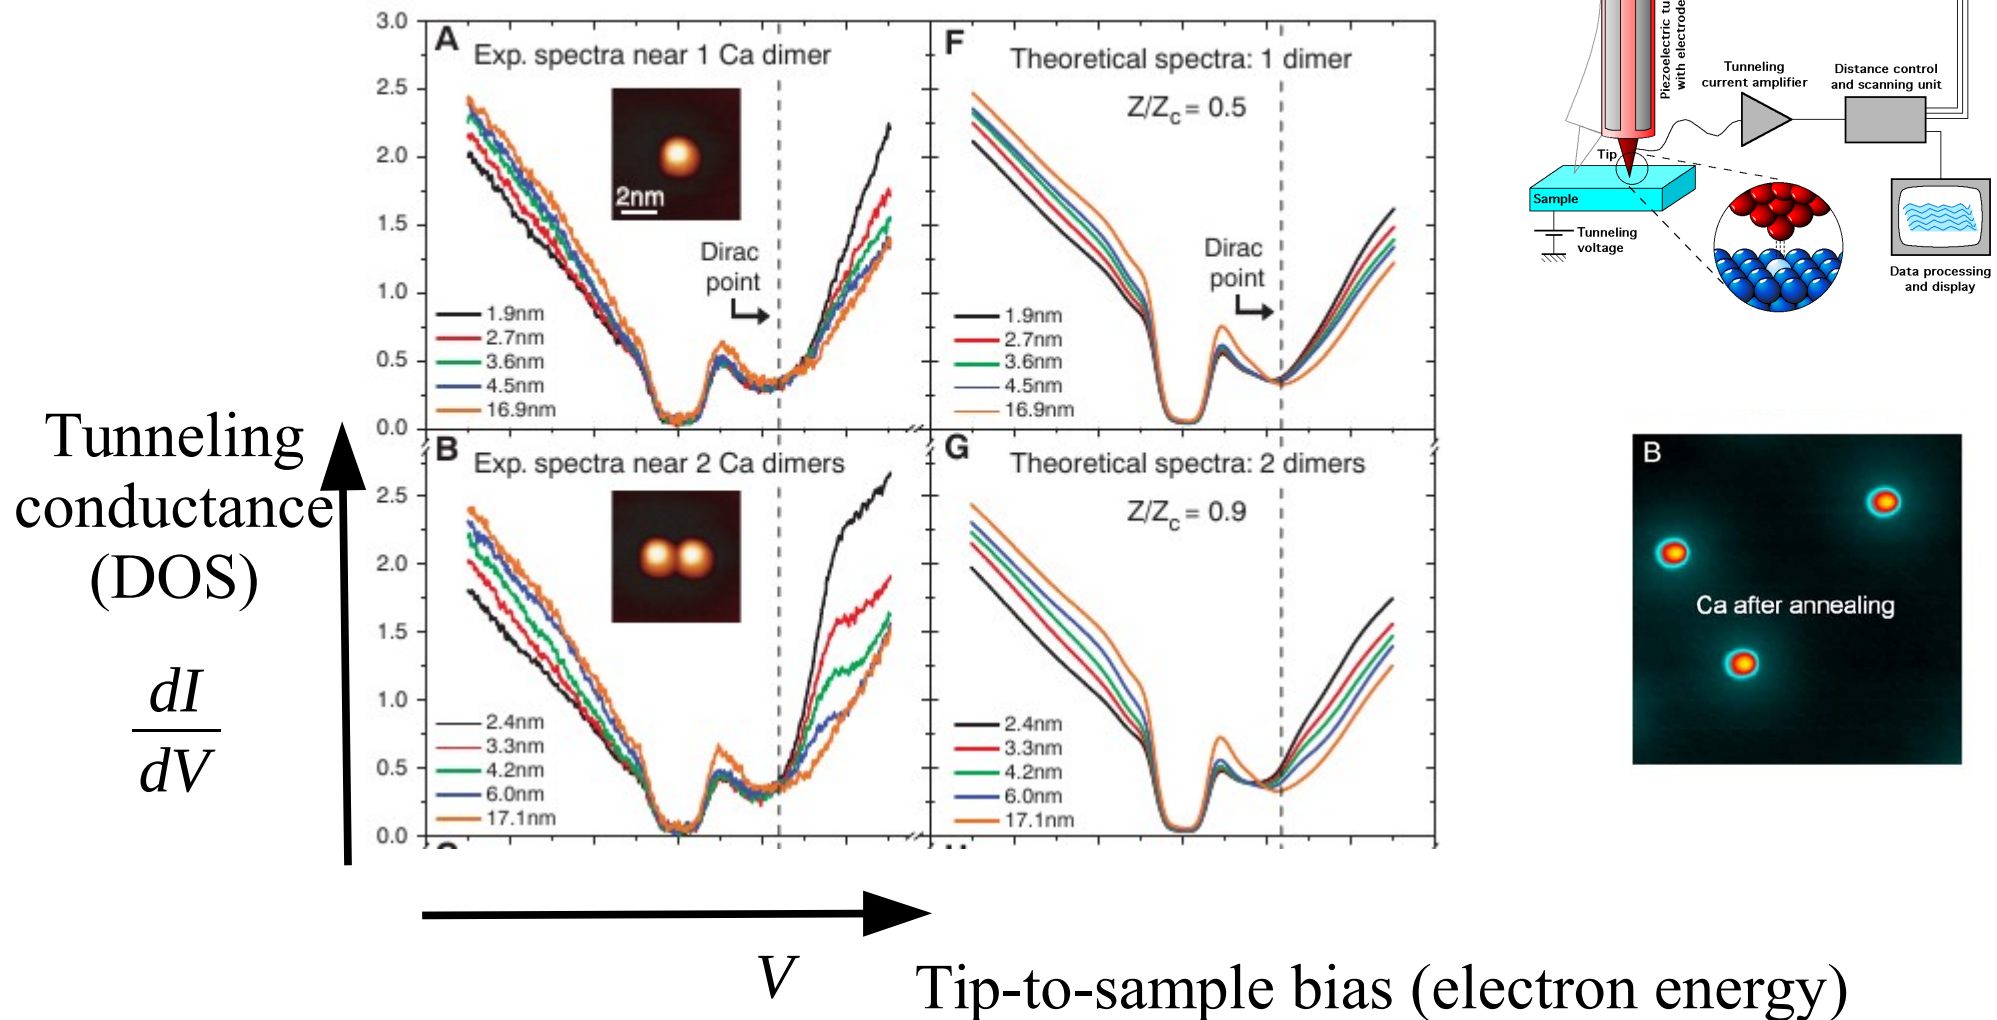 A
Exp. spectra near 1 Ca dimer
3.0
2.5
2.0
1.5
1.0
0.5
0.0
2nm
Dirac
point
1.9nm
2.7nm
3.6nm
4.5nm
16.9nm
F
Theoretical spectra: 1 dimer
Z/Zc = 0.5
Dirac
point
1.9nm
2.7nm
3.6nm
4.5nm
16.9nm
B
Exp. spectra near 2 Ca dimers
2.5
2.0
1.5
1.0
0.5
0.0
2.4nm
3.3nm
4.2nm
6.0nm
17.1nm
G
Theoretical spectra: 2 dimers
Z/Zc = 0.9
2.4nm
3.3nm
4.2nm
6.0nm
17.1nm
Tunneling
conductance
(DOS)
dI
dV
V
Tip-to-sample bias (electron energy)
Piezoelectric tu
with electrode
Tunneling
current amplifier
Distance control
and scanning unit
Tip
Sample
Tunneling
voltage
Data processing
and display
B
Ca after annealing